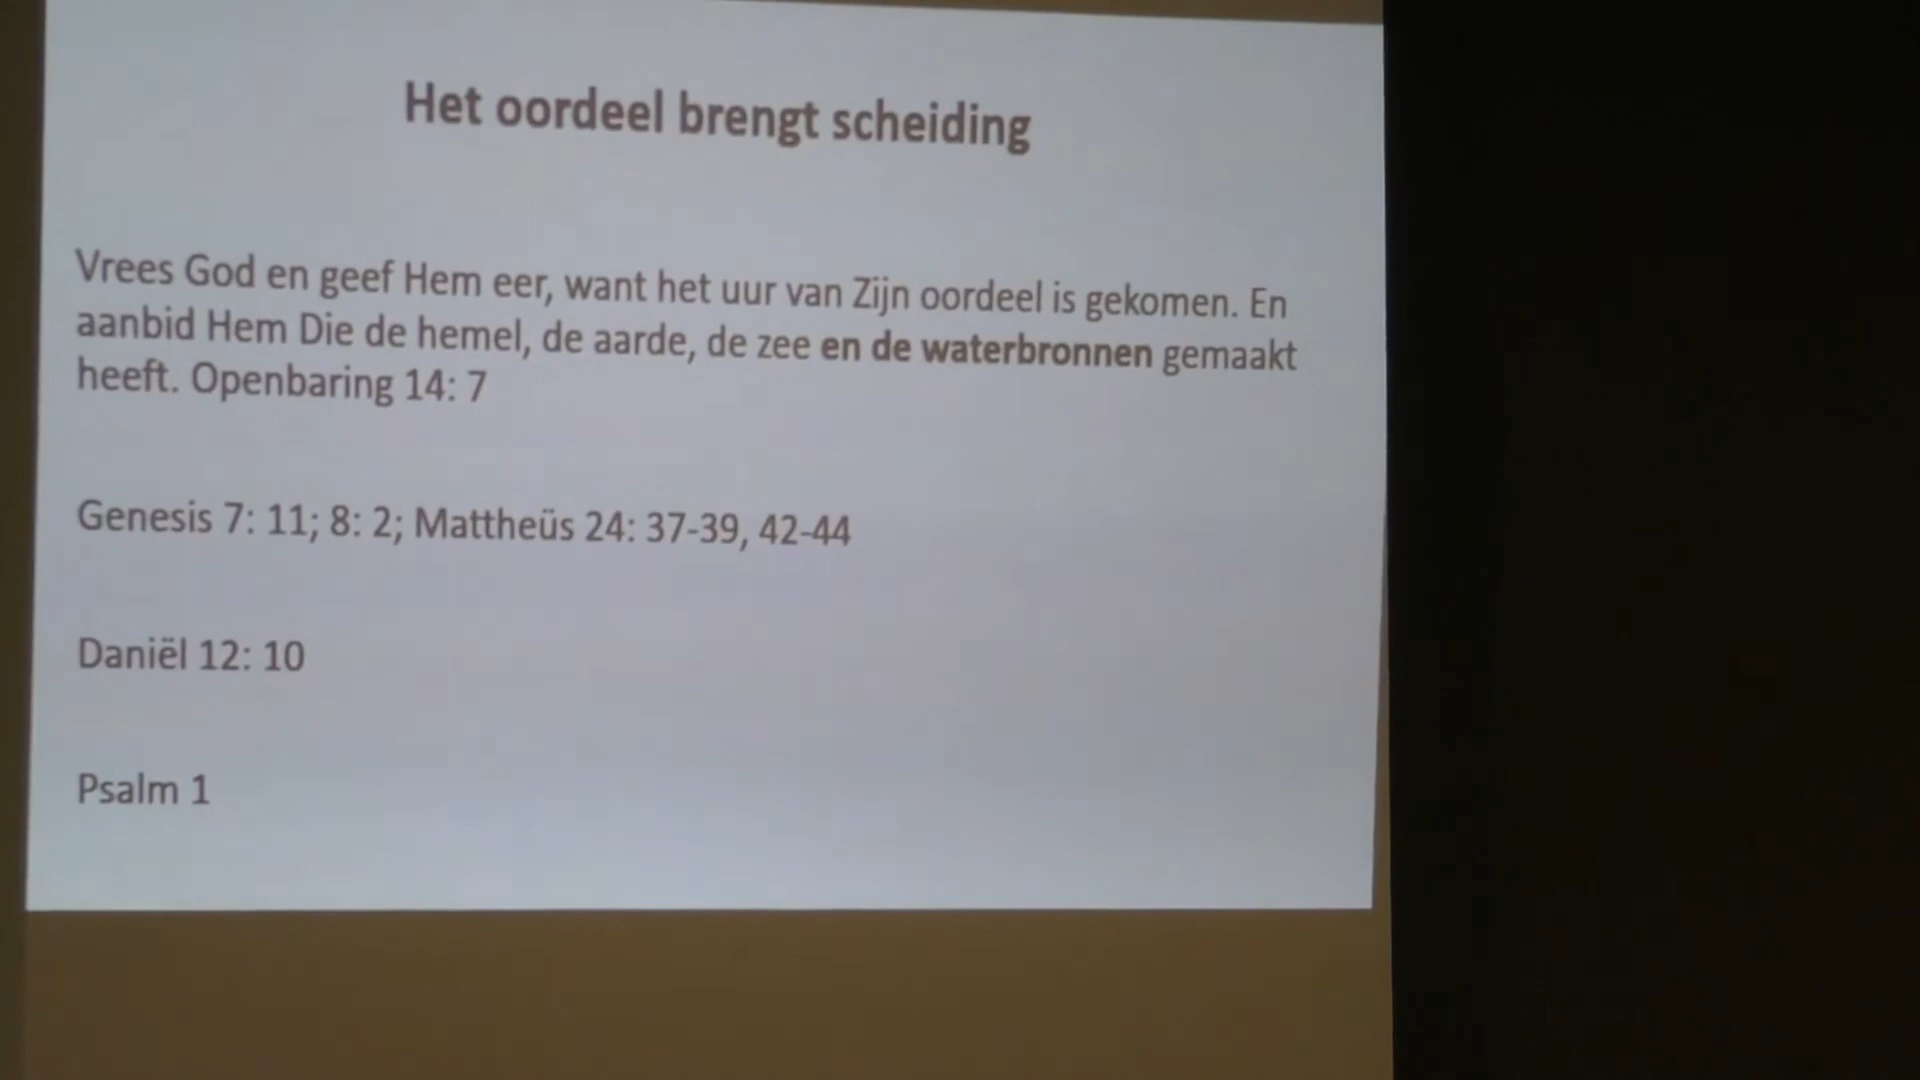 Het oordeel brengt scheiding
Vrees God en geef Hem eer, want het uur van Zijn oordeel is gekomen. En
aanbid Hem Die de hemel, de aarde, de zee en de waterbronnen gemaakt
heeft. Openbaring 14: 7
Genesis 7: 11; 8: 2; Mattheüs 24: 37-39, 42-44
Daniël 12: 10
Psalm 1